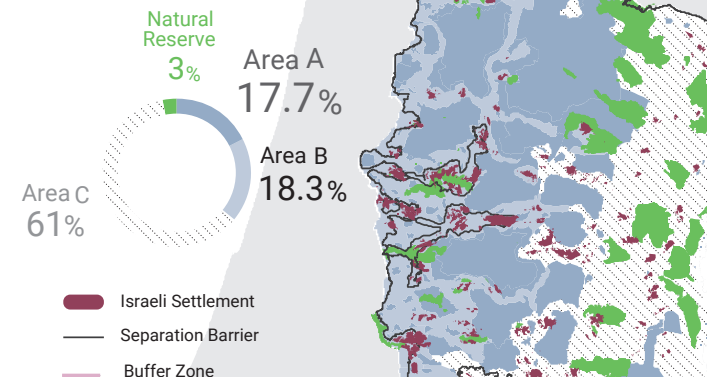 Natural
Reserve
3%
Area A
17.7%
Area B
18.3%
Area C
61%
Israeli Settlement
Separation Barrier
Buffer Zone